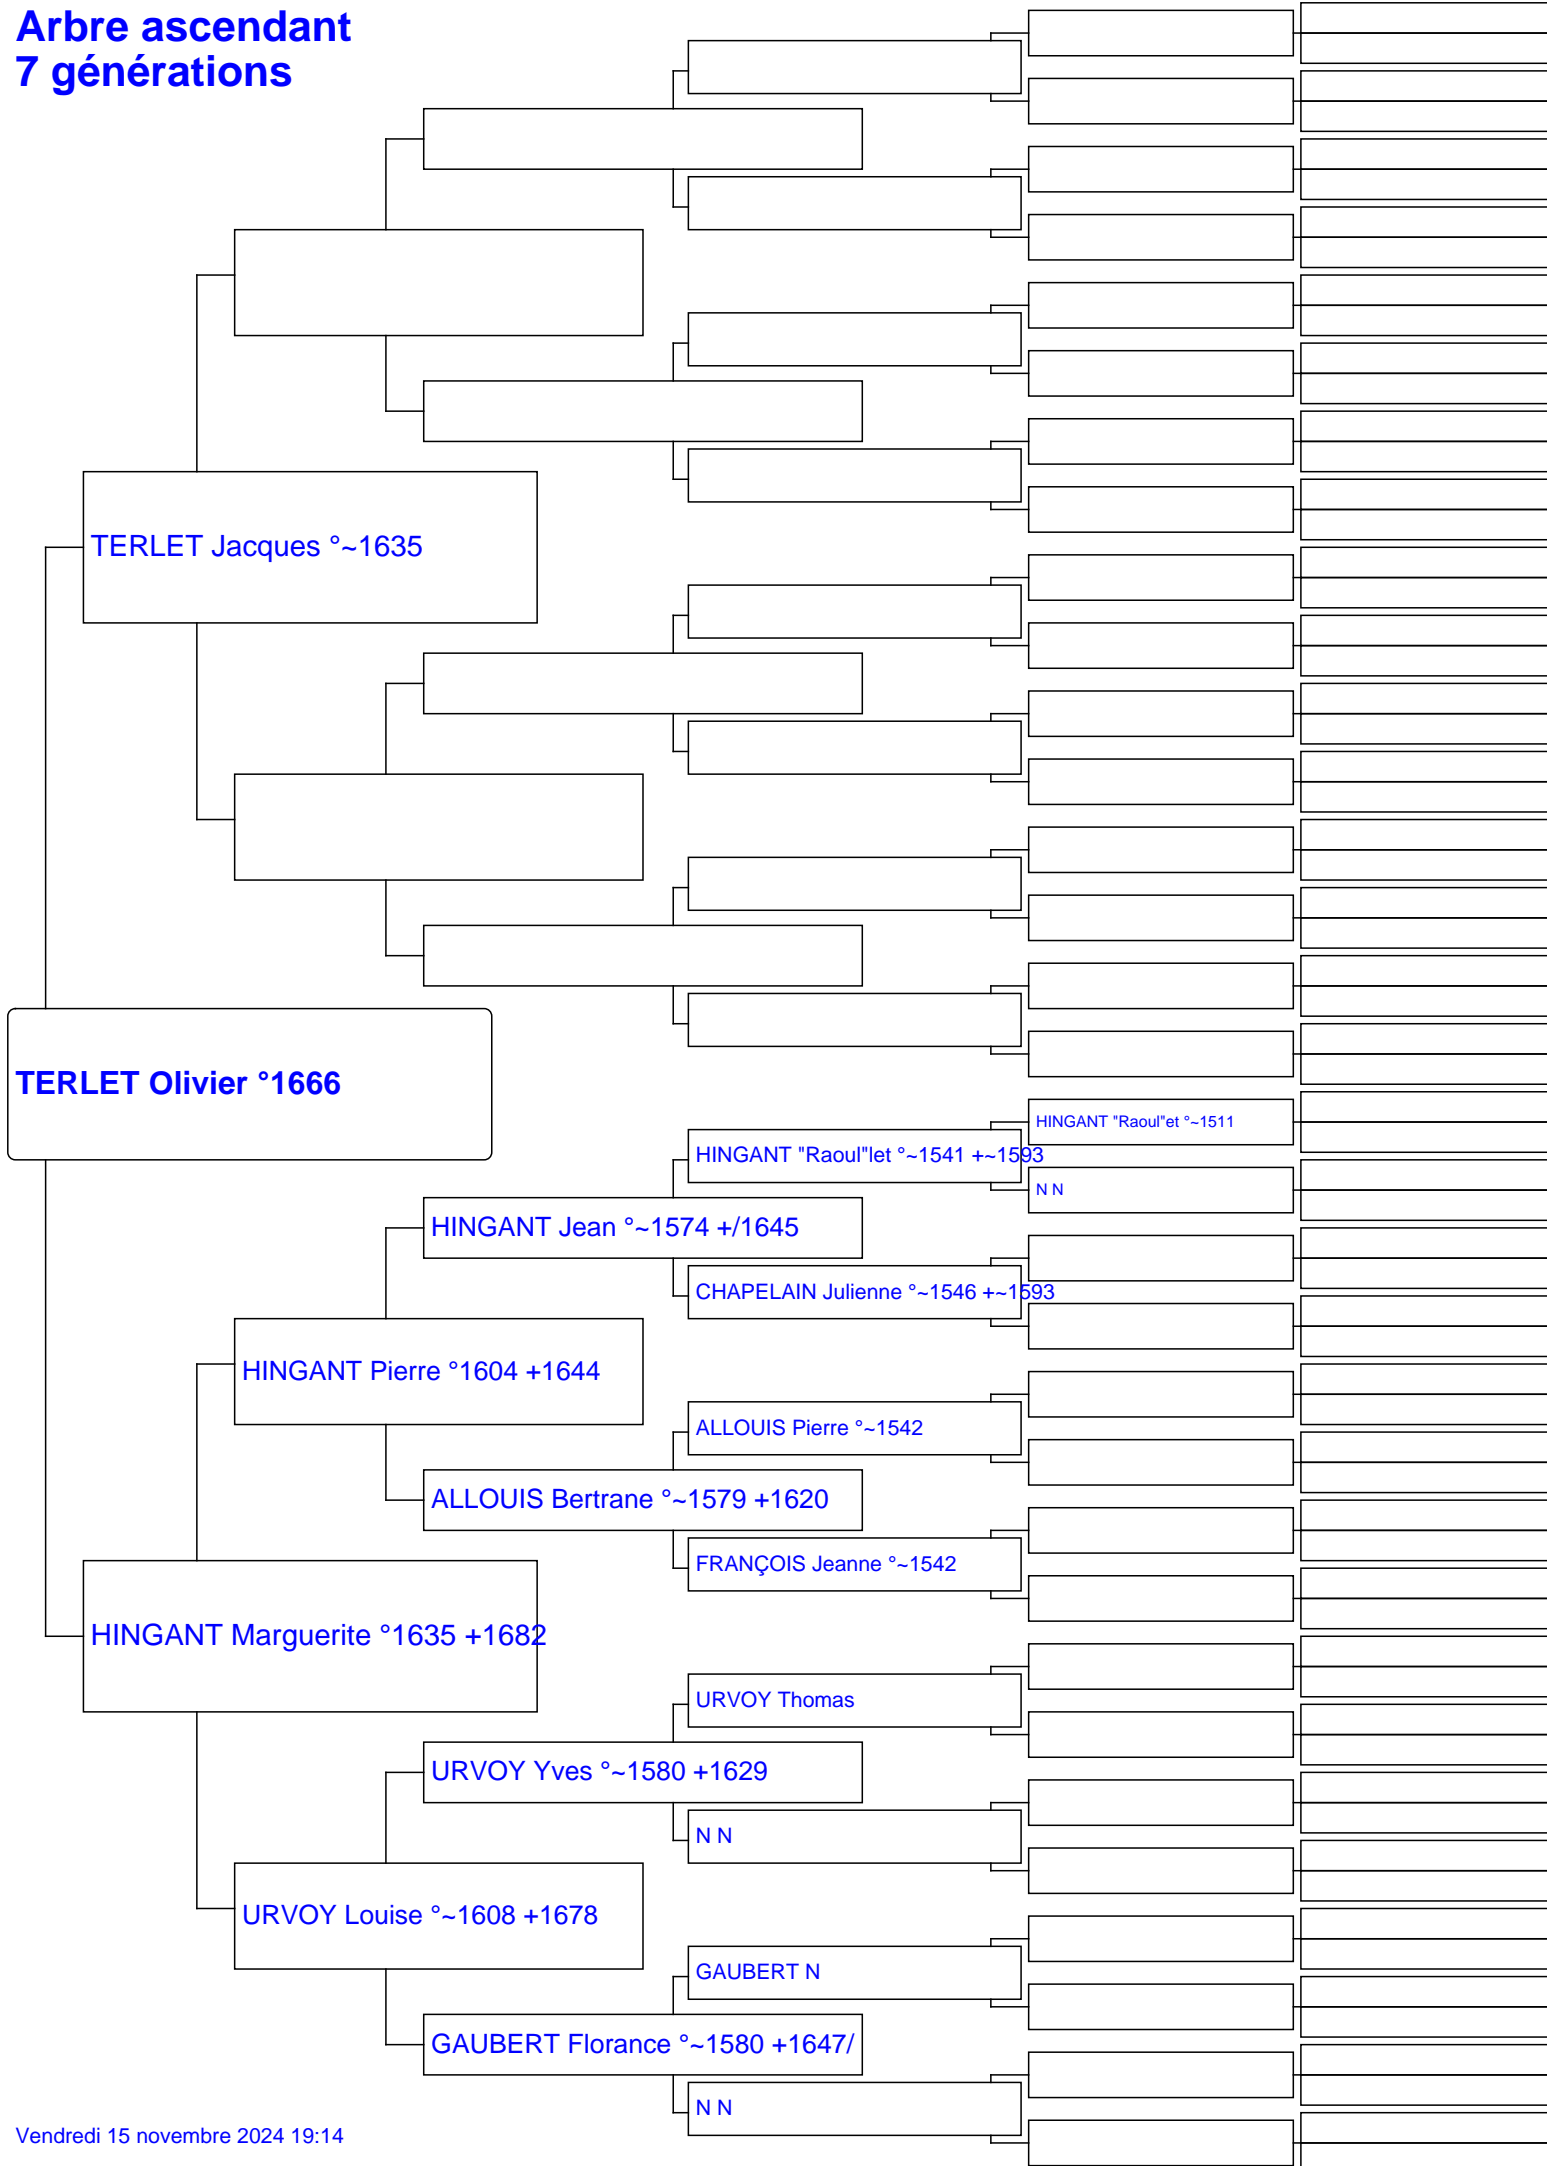 Arbre ascendant
7 générations
TERLET Jacques °~1635
TERLET Olivier °1666
HINGANT "Raoul"et °~1511
HINGANT "Raoul"let °~1541 +~1593
N N
HINGANT Jean °~1574 +/1645
CHAPELAIN Julienne °~1546 +~1593
HINGANT Pierre °1604 +1644
ALLOUIS Pierre °~1542
ALLOUIS Bertrane °~1579 +1620
FRANÇOIS Jeanne °~1542
HINGANT Marguerite °1635 +1682
URVOY Thomas
URVOY Yves °~1580 +1629
N N
URVOY Louise °~1608 +1678
GAUBERT N
GAUBERT Florance °~1580 +1647/
N N
Vendredi 15 novembre 2024 19:14